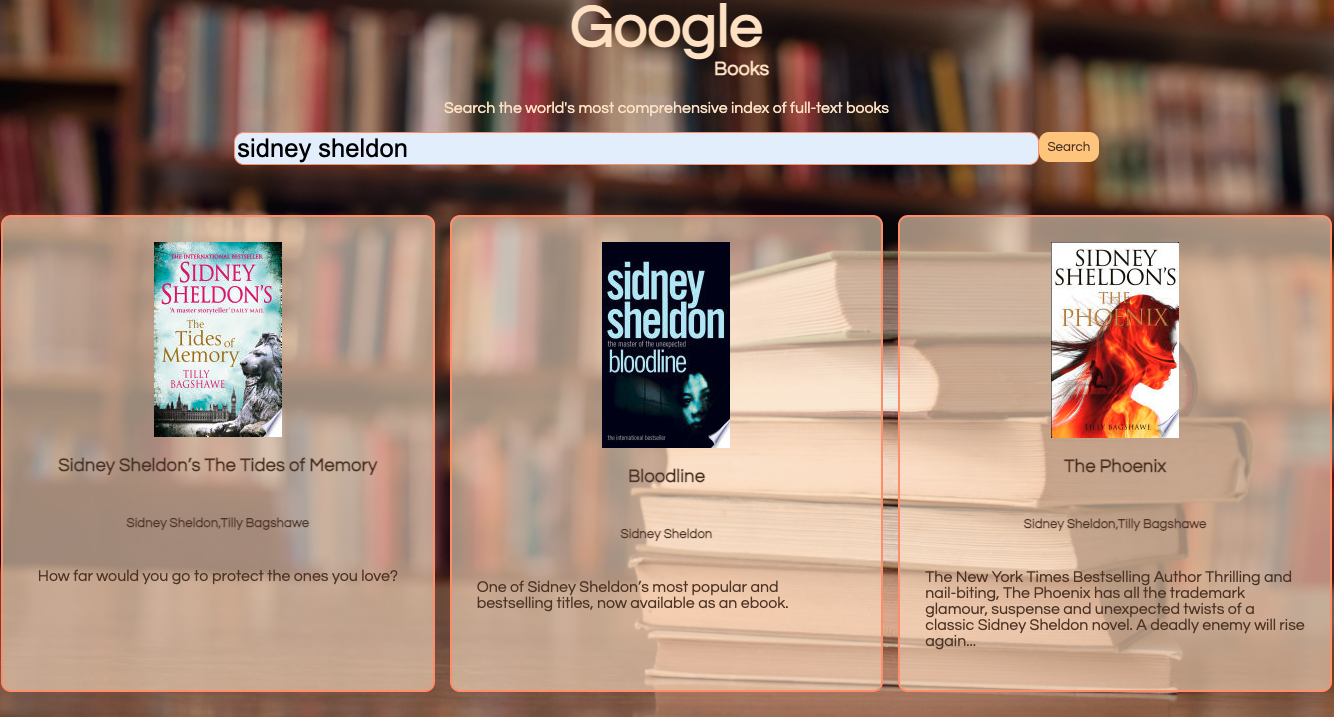 Google
Books
Search the world's most comprehensive index of full-text books
sidney sheldon
Search
THE INTERNATIONAL BESTSELLER
SIDNEY
SHELDON'S
'A master storyteller' DAILY MAIL
The
Tides of
Memory
TILLY
BAGSHAWE
Sidney Sheldon’s The Tides of Memory
Sidney Sheldon,Tilly Bagshawe
How far would you go to protect the ones you love?
sidney
sheldon
the master of the unexpected
bloodline
the international bestseller
Bloodline
Sidney Sheldon
One of Sidney Sheldon’s most popular and
bestselling titles, now available as an ebook.
SIDNEY
SHELDON'S
THE
PHOENIX
TILLY BAGSHAWE
The Phoenix
Sidney Sheldon,Tilly Bagshawe
The New York Times Bestselling Author Thrilling and
nail-biting, The Phoenix has all the trademark
glamour, suspense and unexpected twists of a
classic Sidney Sheldon novel. A deadly enemy will rise
again...